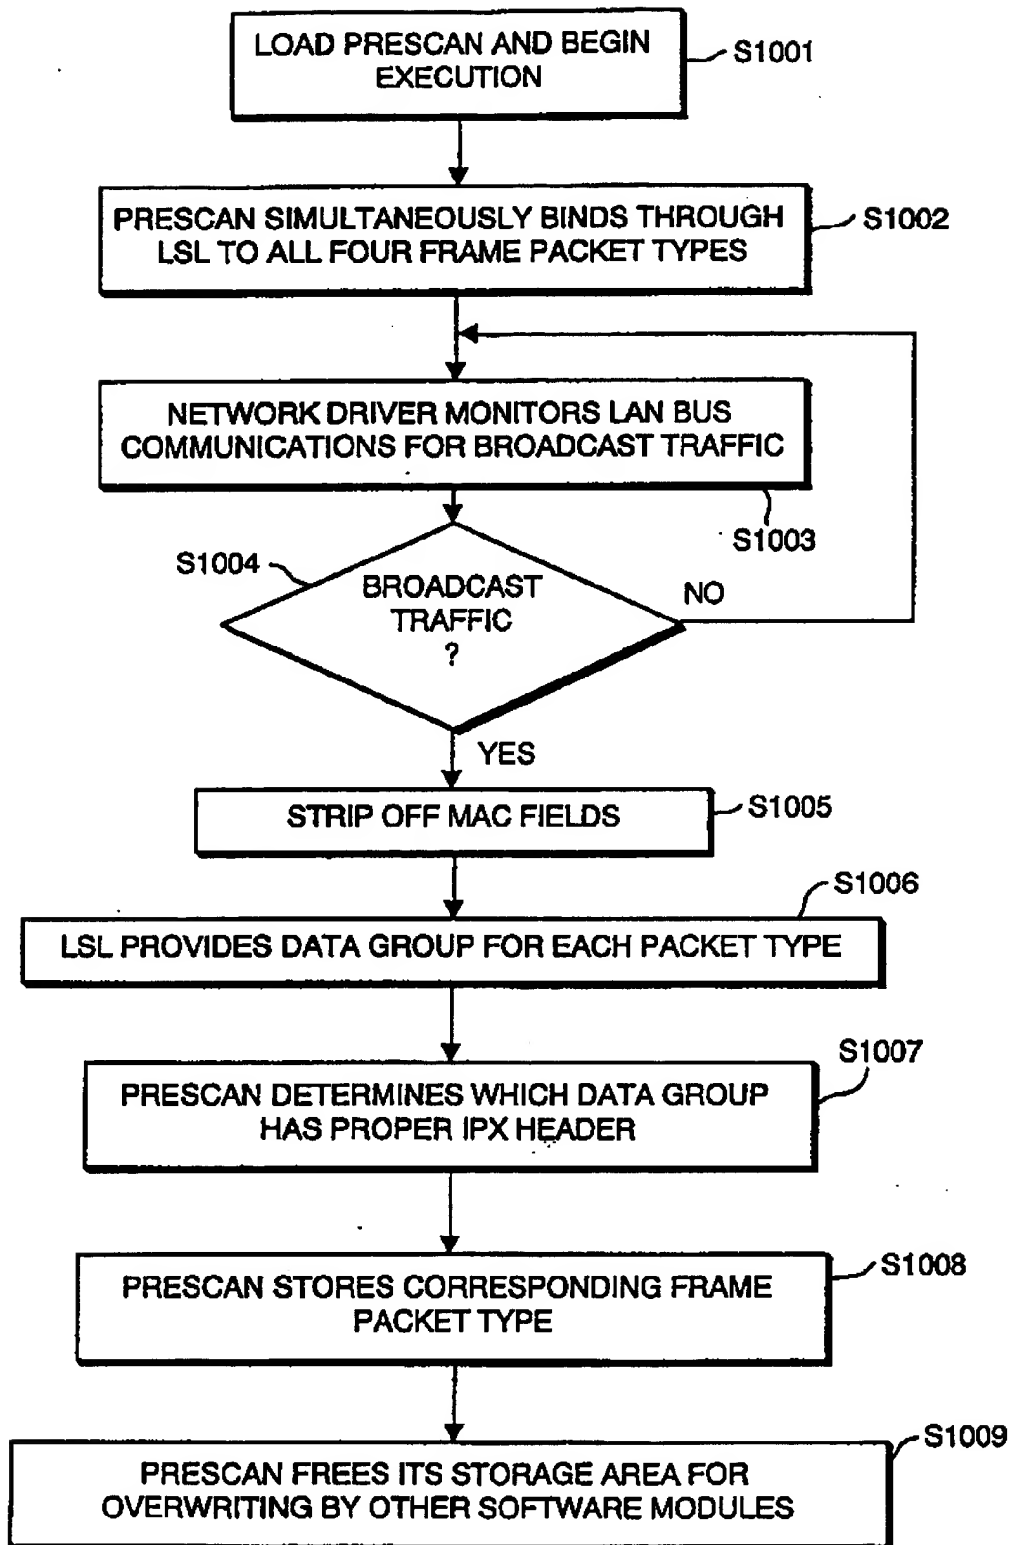 LOAD PRESCAN AND BEGIN
EXECUTION
S1001
PRESCAN SIMULTANEOUSLY BINDS THROUGH
LSL TO ALL FOUR FRAME PACKET TYPES
S1002
NETWORK DRIVER MONITORS LAN BUS
COMMUNICATIONS FOR BROADCAST TRAFFIC
S1003
S1004
BROADCAST
TRAFFIC
?
NO
YES
STRIP OFF MAC FIELDS
S1005
S1006
LSL PROVIDES DATA GROUP FOR EACH PACKET TYPE
S1007
PRESCAN DETERMINES WHICH DATA GROUP
HAS PROPER IPX HEADER
S1008
PRESCAN STORES CORRESPONDING FRAME
PACKET TYPE
S1009
PRESCAN FREES ITS STORAGE AREA FOR
OVERWRITING BY OTHER SOFTWARE MODULES